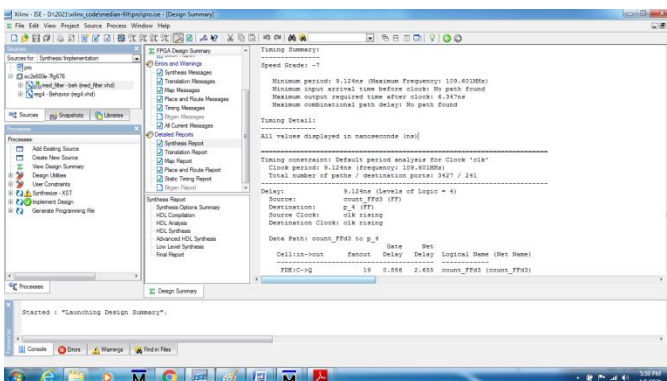 Xilinx - ISE - D:\2021\xilinx_code\median-filt\pro\pro.ise - [Design Summary]
File Edit View Project Source Process Window Help
Sources
Sources for: Synthesis/Implementation
pro
xc2s600e-7fg676
med_filter - beh (med_filter.vhd)
reg4 - Behavior (reg4.vhd)
Sources Snapshots Libraries
Processes
Processes:
Add Existing Source
Create New Source
View Design Summary
Design Utilities
User Constraints
Synthesize - XST
Implement Design
Generate Programming File
Processes
FPGA Design Summary
Errors and Warnings
Synthesis Messages
Translation Messages
Map Messages
Place and Route Messages
Timing Messages
Bitgen Messages
All Current Messages
Detailed Reports
Synthesis Report
Translation Report
Map Report
Place and Route Report
Static Timing Report
Bitgen Report
Synthesis Report
Synthesis Options Summary
HDL Compilation
HDL Analysis
HDL Synthesis
Advanced HDL Synthesis
Low Level Synthesis
Final Report
Design Summary
Timing Summary:
---------------
Speed Grade: -7
Minimum period: 9.124ns (Maximum Frequency: 109.601MHz)
Minimum input arrival time before clock: No path found
Maximum output required time after clock: 6.347ns
Maximum combinational path delay: No path found
Timing Detail:
--------------
All values displayed in nanoseconds (ns)
Timing constraint: Default period analysis for Clock 'clk'
Clock period: 9.124ns (frequency: 109.601MHz)
Total number of paths / destination ports: 3627 / 241
Delay: 9.124ns (Levels of Logic = 4)
Source: count_FFd3 (FF)
Destination: p_4 (FF)
Source Clock: clk rising
Destination Clock: clk rising
Data Path: count_FFd3 to p_4
Gate Net
Cell:in->out fanout Delay Delay Logical Name (Net Name)
FDE:C->Q 19 0.886 2.655 count_FFd3 (count_FFd3)
Started : "Launching Design Summary".
Console Errors Warnings Find in Files
Transcript
5:59 PM